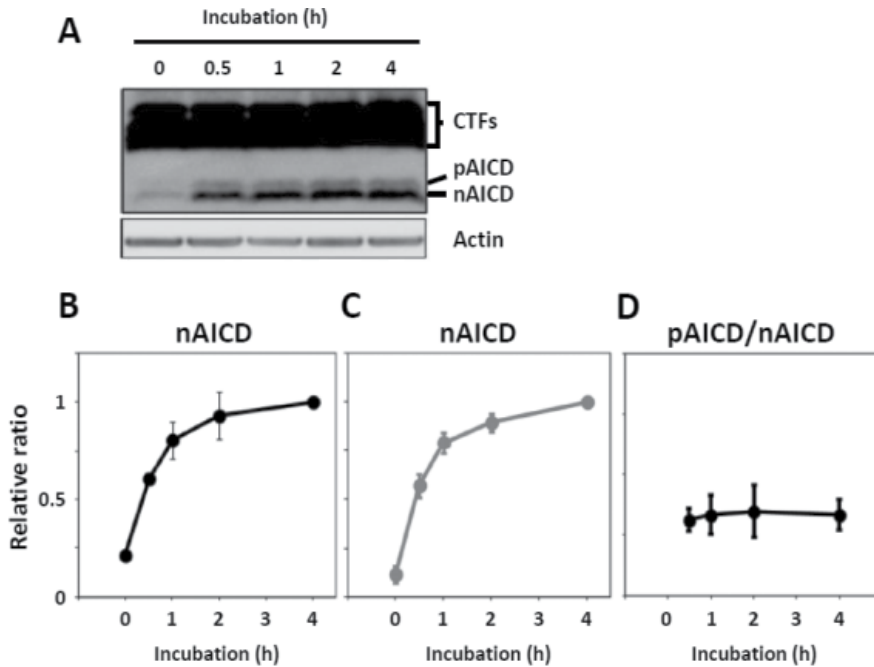 A
Incubation (h)
0 0.5 1 2 4
CTFs
pAICD
nAICD
Actin
B C D
nAICD nAICD pAICD/nAICD
Relative ratio
1
0.5
0
0 1 2 3 4 0 1 2 3 4 0 1 2 3 4
Incubation (h) Incubation (h) Incubation (h)